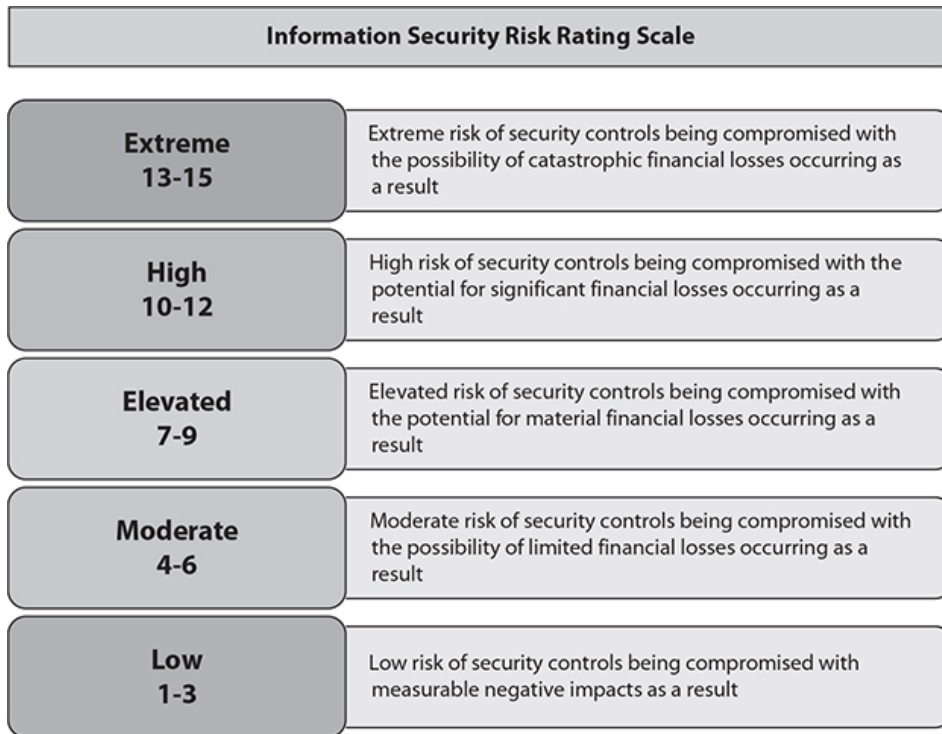 Information Security Risk Rating Scale
Extreme
13-15
Extreme risk of security controls being compromised with
the possibility of catastrophic financial losses occurring as
a result
High
10-12
High risk of security controls being compromised with the
potential for significant financial losses occurring as a
result
Elevated
7-9
Elevated risk of security controls being compromised with
the potential for material financial losses occurring as a
result
Moderate
4-6
Moderate risk of security controls being compromised with
the possibility of limited financial losses occurring as a
result
Low
1-3
Low risk of security controls being compromised with
measurable negative impacts as a result